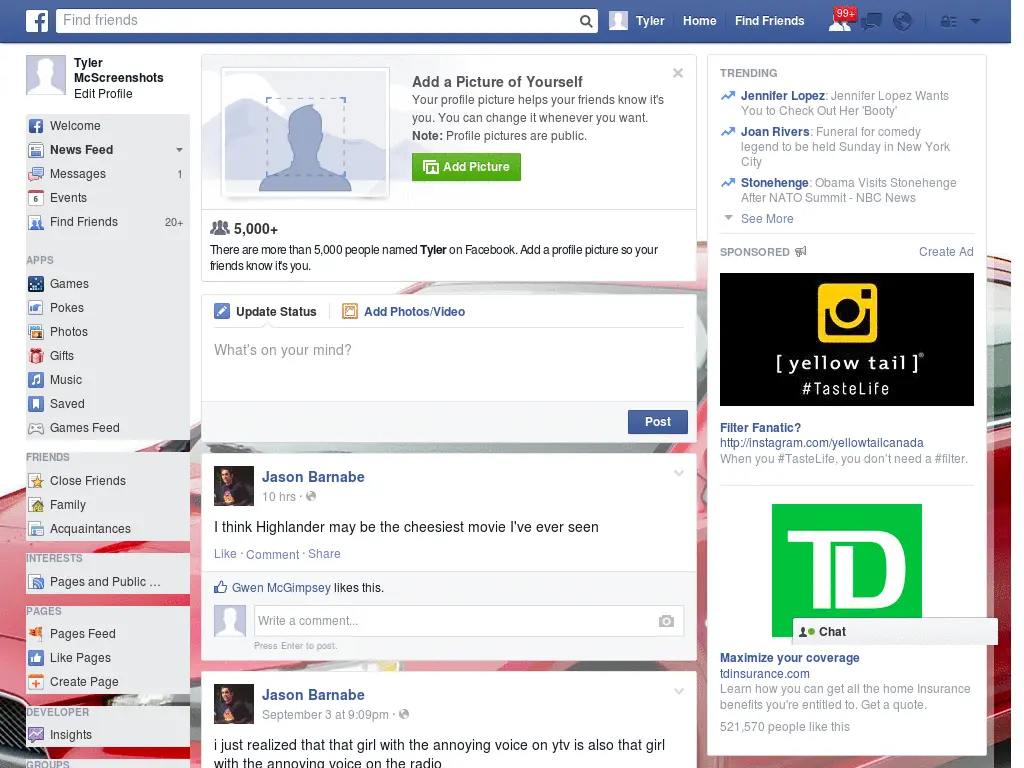 Find friends
Tyler
Home
Find Friends
99+
Tyler
McScreenshots
Edit Profile
Welcome
News Feed
Messages
1
Events
Find Friends
20+
APPS
Games
Pokes
Photos
Gifts
Music
Saved
Games Feed
FRIENDS
Close Friends
Family
Acquaintances
INTERESTS
Pages and Public ...
PAGES
Pages Feed
Like Pages
Create Page
DEVELOPER
Insights
GROUPS
Add a Picture of Yourself
Your profile picture helps your friends know it's
you. You can change it whenever you want.
Note: Profile pictures are public.
Add Picture
5,000+
There are more than 5,000 people named Tyler on Facebook. Add a profile picture so your
friends know it's you.
Update Status
Add Photos/Video
What's on your mind?
Post
Jason Barnabe
10 hrs ·
I think Highlander may be the cheesiest movie I've ever seen
Like · Comment · Share
Gwen McGimpsey likes this.
Write a comment...
Press Enter to post.
Jason Barnabe
September 3 at 9:09pm ·
i just realized that that girl with the annoying voice on ytv is also that girl
with the annoying voice on the radio
TRENDING
Jennifer Lopez: Jennifer Lopez Wants
You to Check Out Her 'Booty'
Joan Rivers: Funeral for comedy
legend to be held Sunday in New York
City
Stonehenge: Obama Visits Stonehenge
After NATO Summit - NBC News
See More
SPONSORED
Create Ad
[ yellow tail ]®
#TasteLife
Filter Fanatic?
http://instagram.com/yellowtailcanada
When you #TasteLife, you don't need a #filter.
TD
Chat
Maximize your coverage
tdinsurance.com
Learn how you can get all the home Insurance
benefits you're entitled to. Get a quote.
521,570 people like this